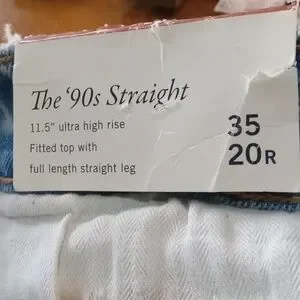 The '90s Straight
11.5" ultra high rise
Fitted top with
full length straight leg
35
20R